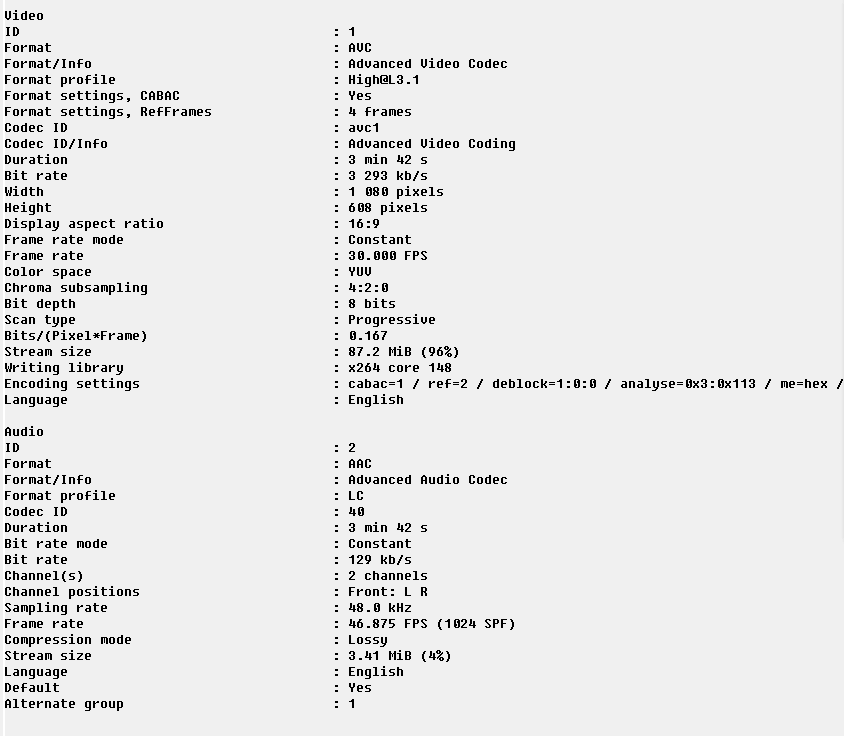 Video
ID : 1
Format : AVC
Format/Info : Advanced Video Codec
Format profile : High@L3.1
Format settings, CABAC : Yes
Format settings, RefFrames : 4 frames
Codec ID : avc1
Codec ID/Info : Advanced Video Coding
Duration : 3 min 42 s
Bit rate : 3 293 kb/s
Width : 1 080 pixels
Height : 608 pixels
Display aspect ratio : 16:9
Frame rate mode : Constant
Frame rate : 30.000 FPS
Color space : YUV
Chroma subsampling : 4:2:0
Bit depth : 8 bits
Scan type : Progressive
Bits/(Pixel*Frame) : 0.167
Stream size : 87.2 MiB (96%)
Writing library : x264 core 148
Encoding settings : cabac=1 / ref=2 / deblock=1:0:0 / analyse=0x3:0x113 / me=hex /
Language : English
Audio
ID : 2
Format : AAC
Format/Info : Advanced Audio Codec
Format profile : LC
Codec ID : 40
Duration : 3 min 42 s
Bit rate mode : Constant
Bit rate : 129 kb/s
Channel(s) : 2 channels
Channel positions : Front: L R
Sampling rate : 48.0 kHz
Frame rate : 46.875 FPS (1024 SPF)
Compression mode : Lossy
Stream size : 3.41 MiB (4%)
Language : English
Default : Yes
Alternate group : 1